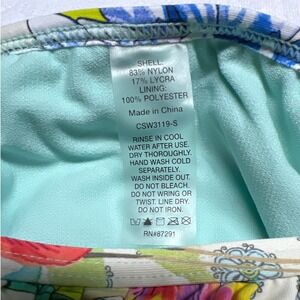 SHELL:
83% NYLON
17% LYCRA
LINING:
100% POLYESTER
Made in China
CSW3119-S
RINSE IN COOL
WATER AFTER USE.
DRY THOROUGHLY.
HAND WASH COLD
SEPARATELY.
WASH INSIDE OUT.
DO NOT BLEACH.
DO NOT WRING OR
TWIST. LINE DRY.
DO NOT IRON.
RN#87291